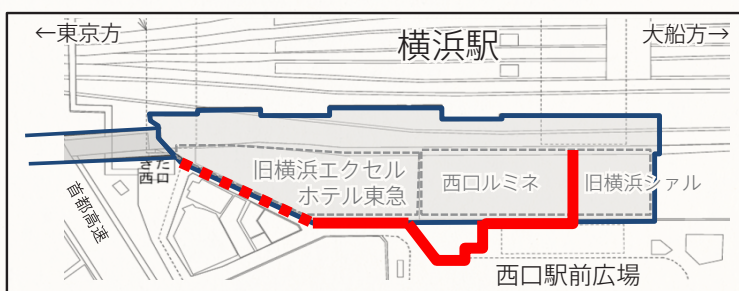 ←東京方
横浜駅
大船方→
きた
西口
旧横浜エクセル
ホテル東急
西口ルミネ
旧横浜シァル
首都高速
西口駅前広場